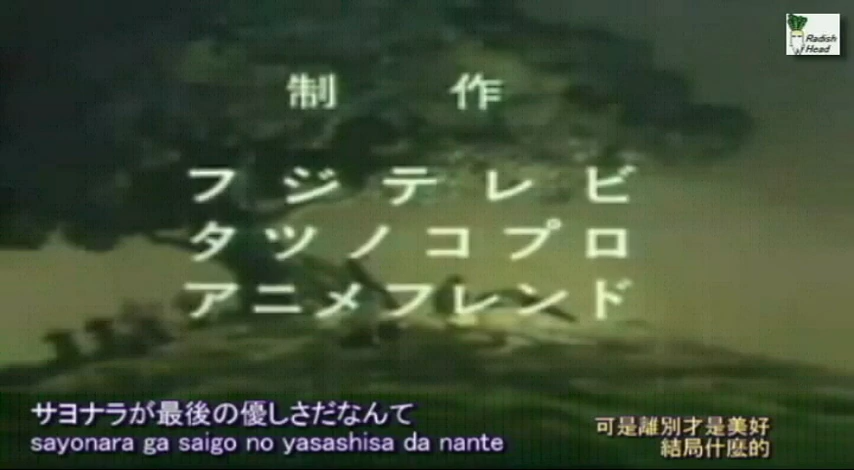 Radish
Head
制作
フジテレビ
タツノコプロ
アニメフレンド
サヨナラが最後の優しさだなんて
sayonara ga saigo no yasashisa da nante
可是離別才是美好
結局什麼的